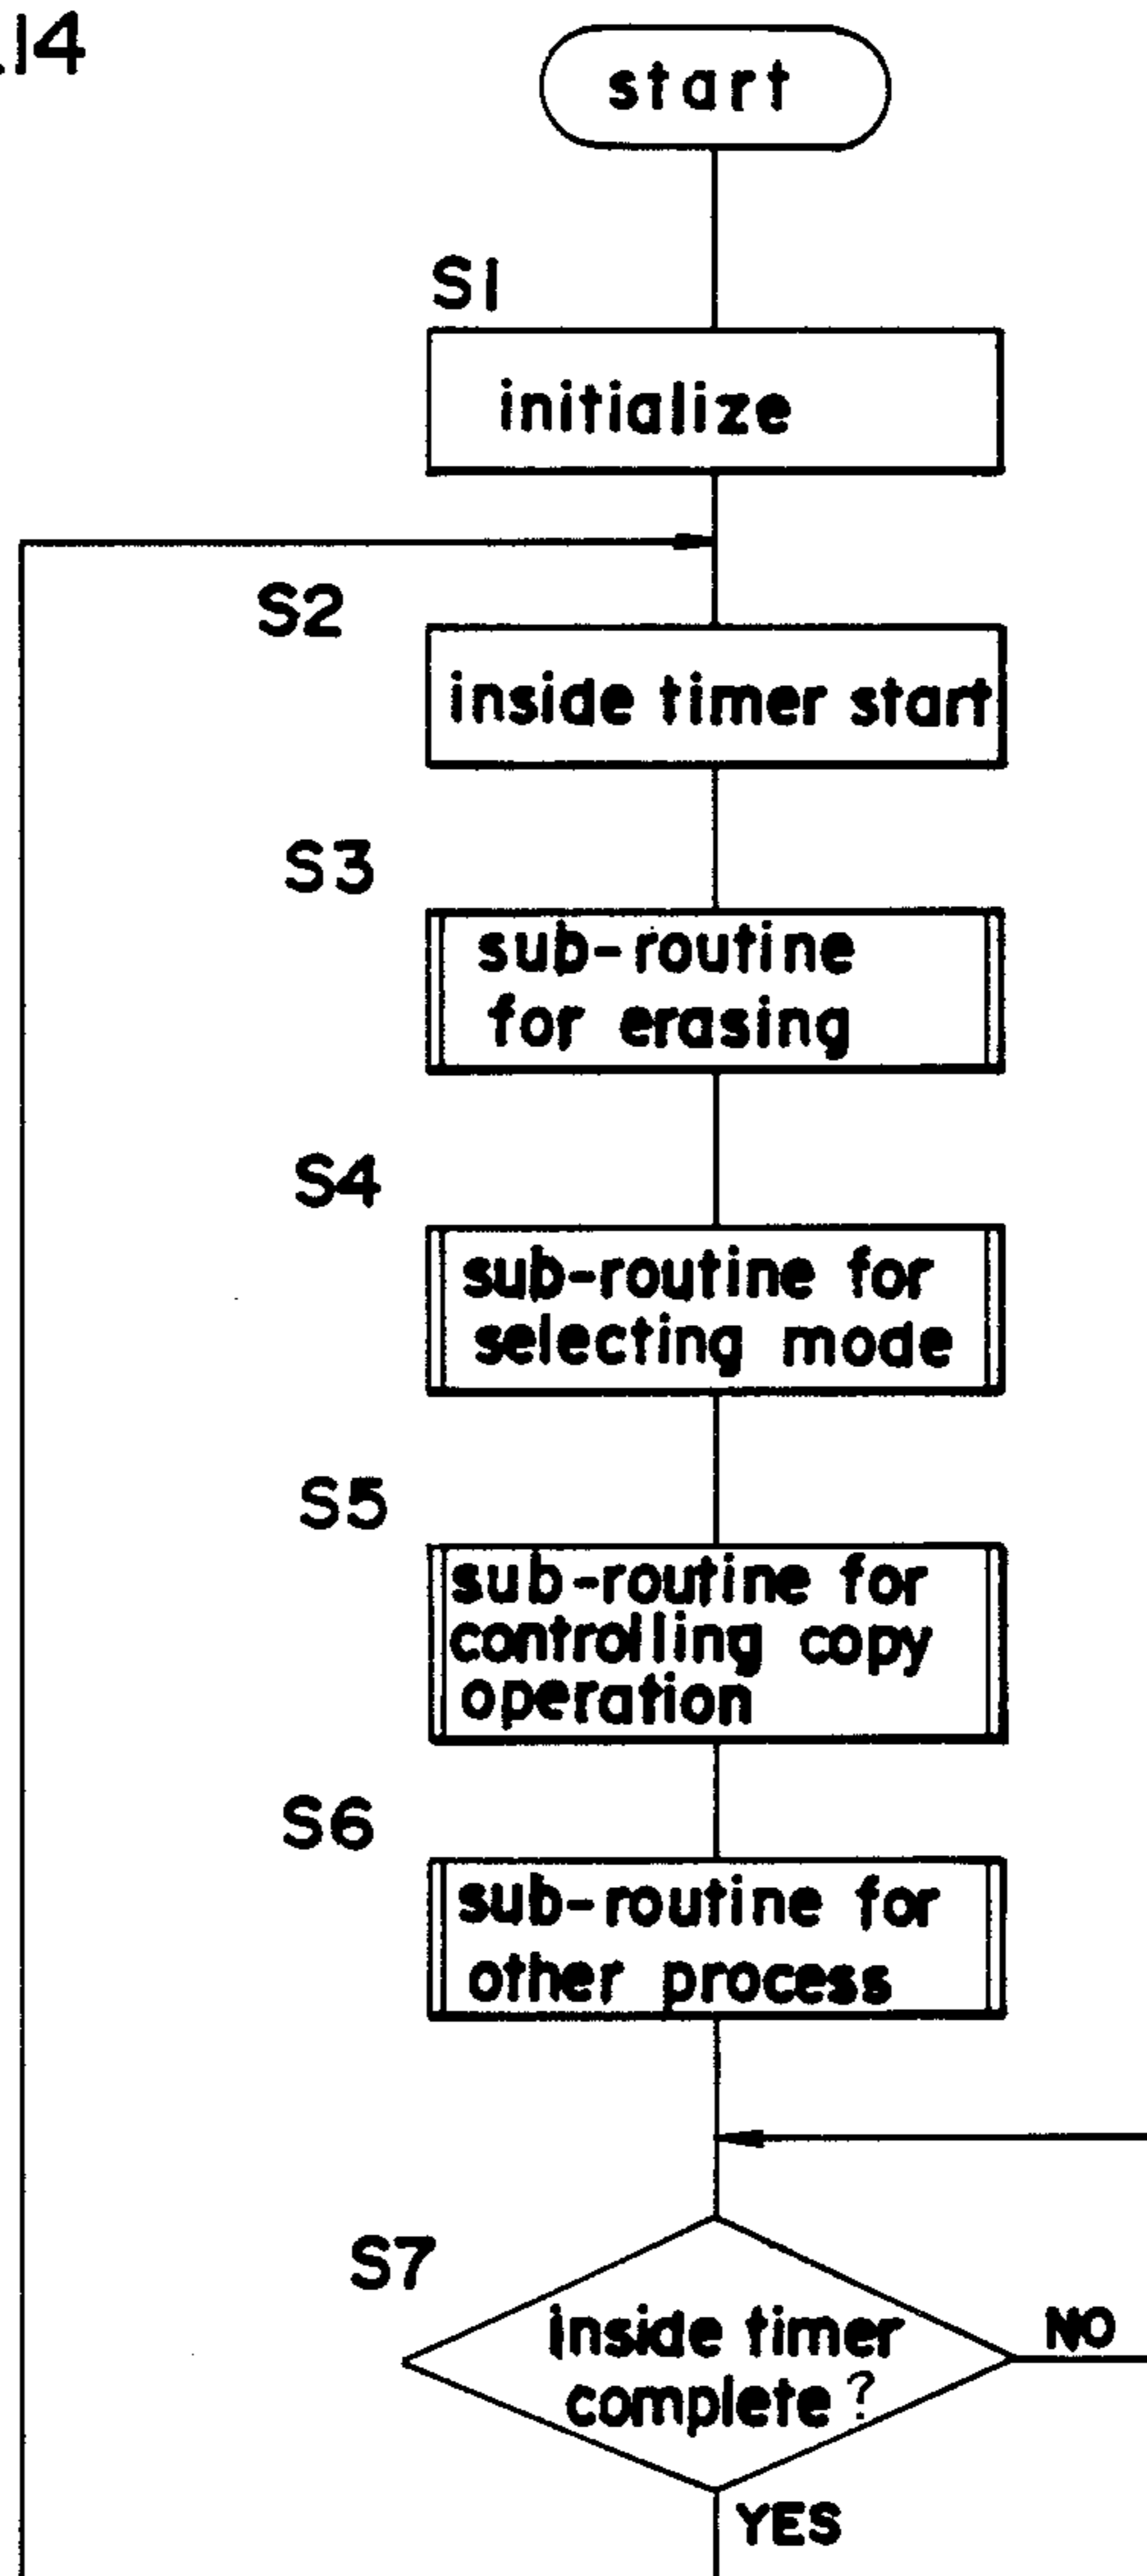 .14
start
S1
initialize
S2
inside timer start
S3
sub-routine
for erasing
S4
sub-routine for
selecting mode
S5
sub-routine for
controlling copy
operation
S6
sub-routine for
other process
S7
inside timer
complete?
NO
YES